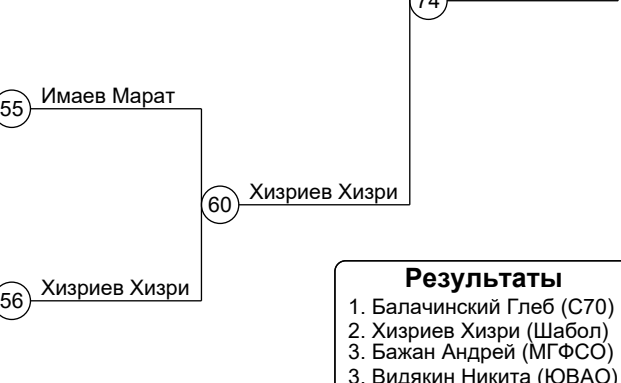 74
Имаев Марат
55
Хизриев Хизри
60
Хизриев Хизри
56
Результаты
1. Балачинский Глеб (С70)
2. Хизриев Хизри (Шабол)
3. Бажан Андрей (МГФСО)
3. Видякин Никита (ЮВАО)